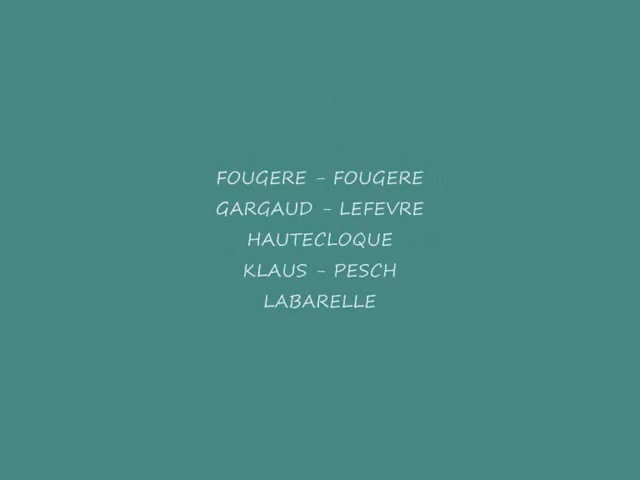 FOUGERE - FOUGERE
GARGAUD - LEFEVRE
HAUTECLOQUE
KLAUS - PESCH
LABARELLE